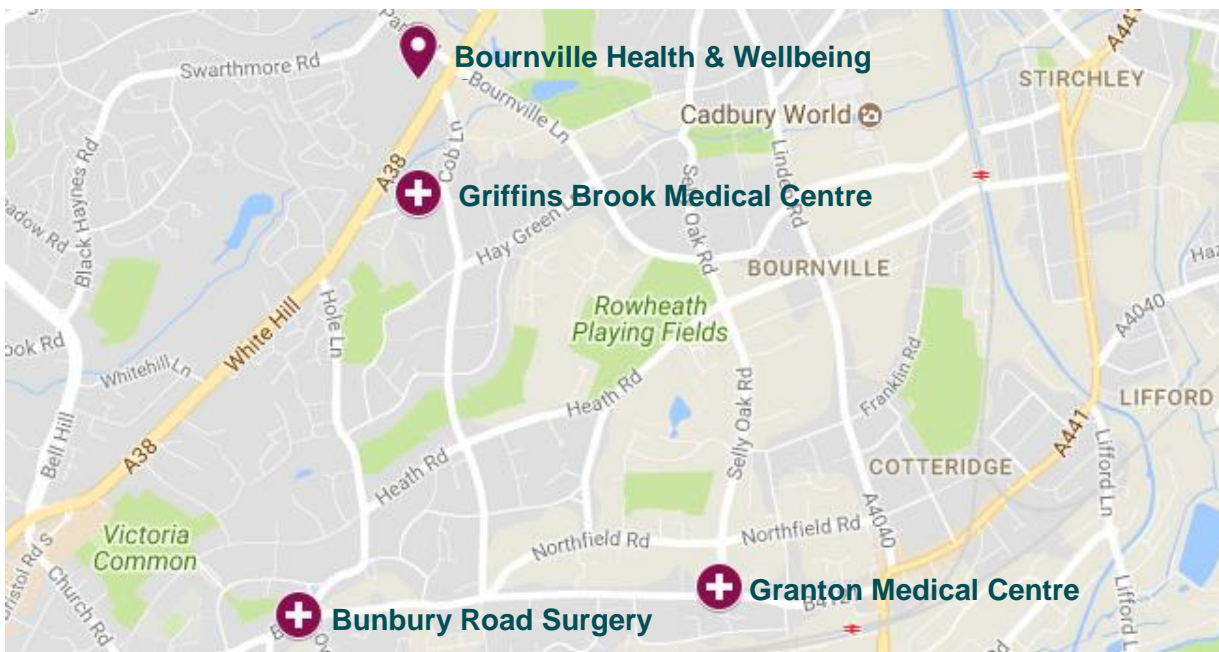 Bournville Health & Wellbeing
Swarthmore Rd
Bournville Ln
A441
STIRCHLEY
Cadbury World
Cob Ln
A38
Griffins Brook Medical Centre
Black Haynes Rd
Hay Green
Oak Rd
Rd
BOURNVILLE
Rowheath
Playing Fields
Hole Ln
White Hill
Whitehill Ln
A4040
Franklin Rd
Heath Rd
LIFFORD
Bell Hill
A38
Heath Rd
Selly Oak Rd
A441
Lifford Ln
COTTERIDGE
Victoria
Common
Northfield Rd
Northfield Rd
A4040
Granton Medical Centre
Church Rd
Bunbury Road Surgery